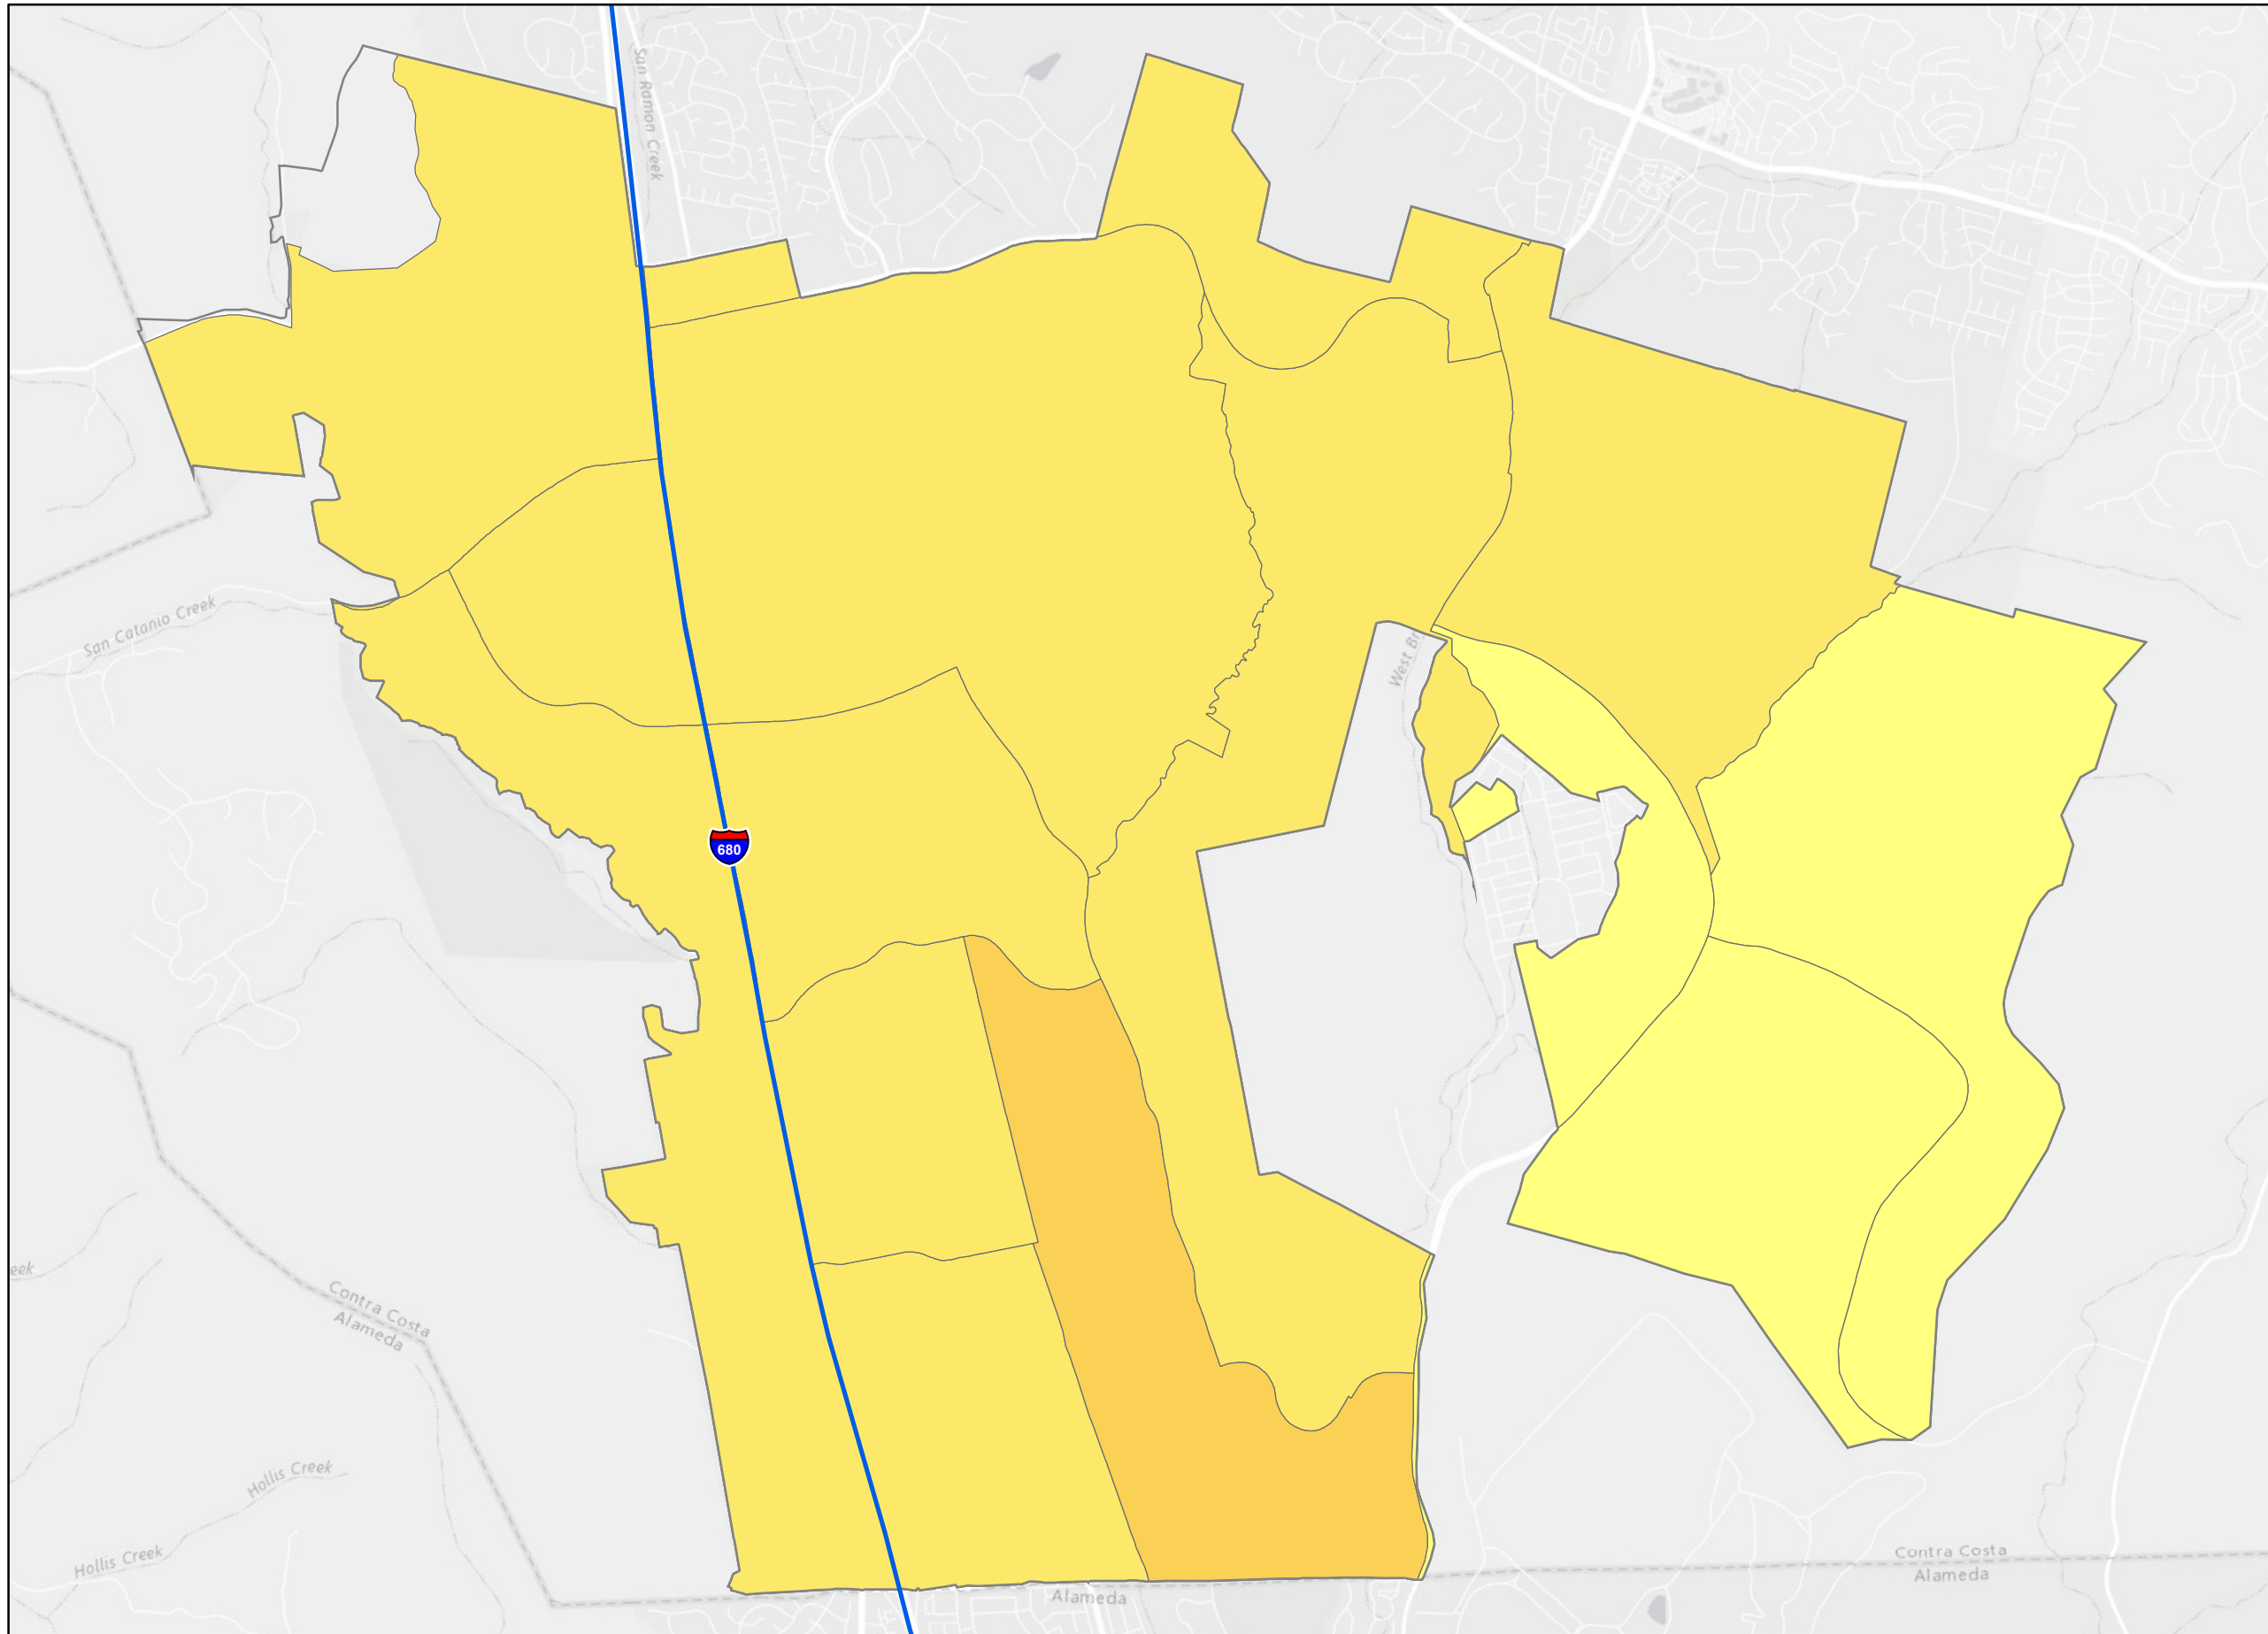 San Ramon Creek
San Catanio Creek
West Br
680
eek
Contra Costa
Alameda
Hollis Creek
Hollis Creek
Contra Costa
Alameda
Alameda